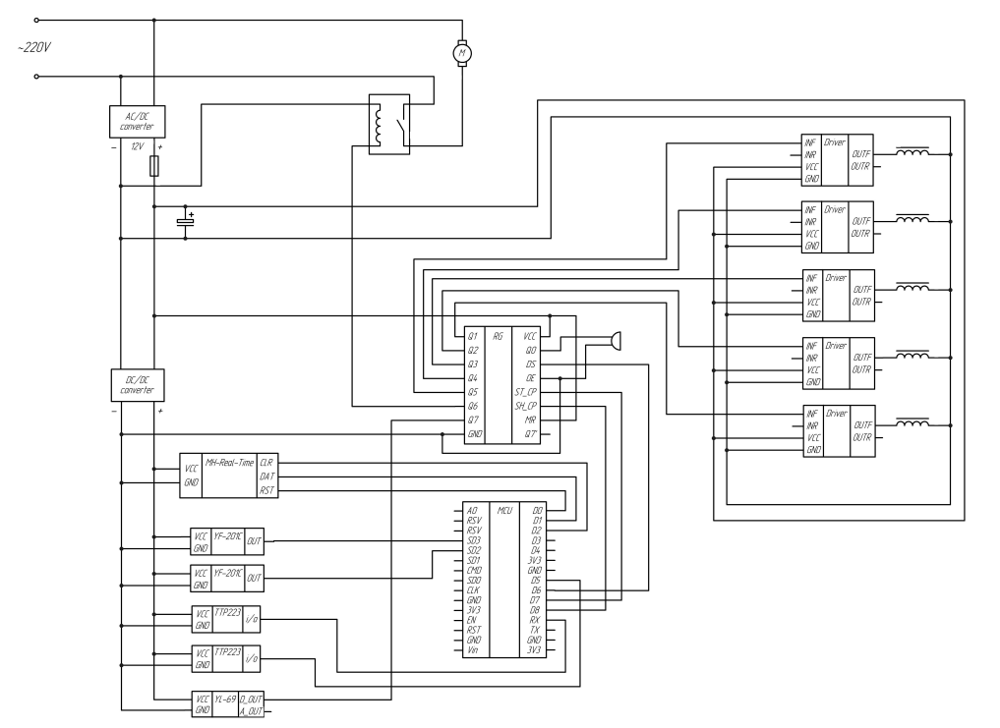 ~220V
M
AC/DC
converter
– 12V +
DC/DC
converter
– +
INF Driver
INR OUTF
VCC OUTR
GND
INF Driver
INR OUTF
VCC OUTR
GND
INF Driver
INR OUTF
VCC OUTR
GND
INF Driver
INR OUTF
VCC OUTR
GND
INF Driver
INR OUTF
VCC OUTR
GND
Q1 RG VCC
Q2 Q0
Q3 DS
Q4 OE
Q5 ST_CP
Q6 SH_CP
Q7 MR
GND Q7'
MH-Real-Time CLR
VCC DAT
GND RST
VCC YF-201C OUT
GND
VCC YF-201C OUT
GND
VCC TTP223 i/o
GND
VCC TTP223 i/o
GND
VCC YL-69 D_OUT
GND A_OUT
A0 MCU D0
RSV D1
RSV D2
SD3 D3
SD2 D4
SD1 3V3
CMD GND
SD0 D5
CLK D6
GND D7
3V3 D8
EN RX
RST TX
GND GND
Vin 3V3